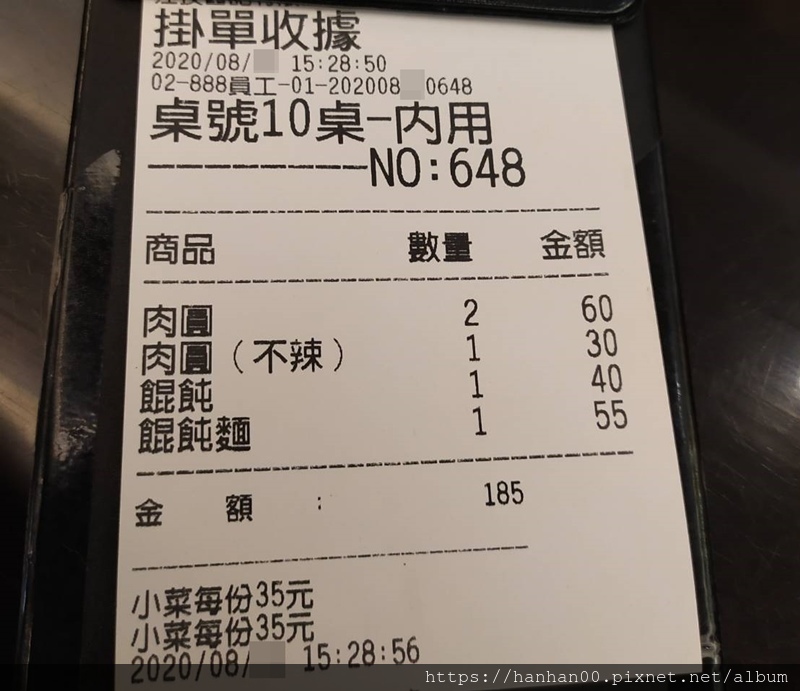 掛單收據
2020/08/ 15:28:50
02-888員工-01-202008 0648
桌號10桌-內用
NO:648
商品 數量 金額
肉圓 2 60
肉圓(不辣) 1 30
餛飩 1 40
餛飩麵 1 55
金 額 : 185
小菜每份35元
小菜每份35元
2020/08/ 15:28:56
https://hanhan00.pixnet.net/album